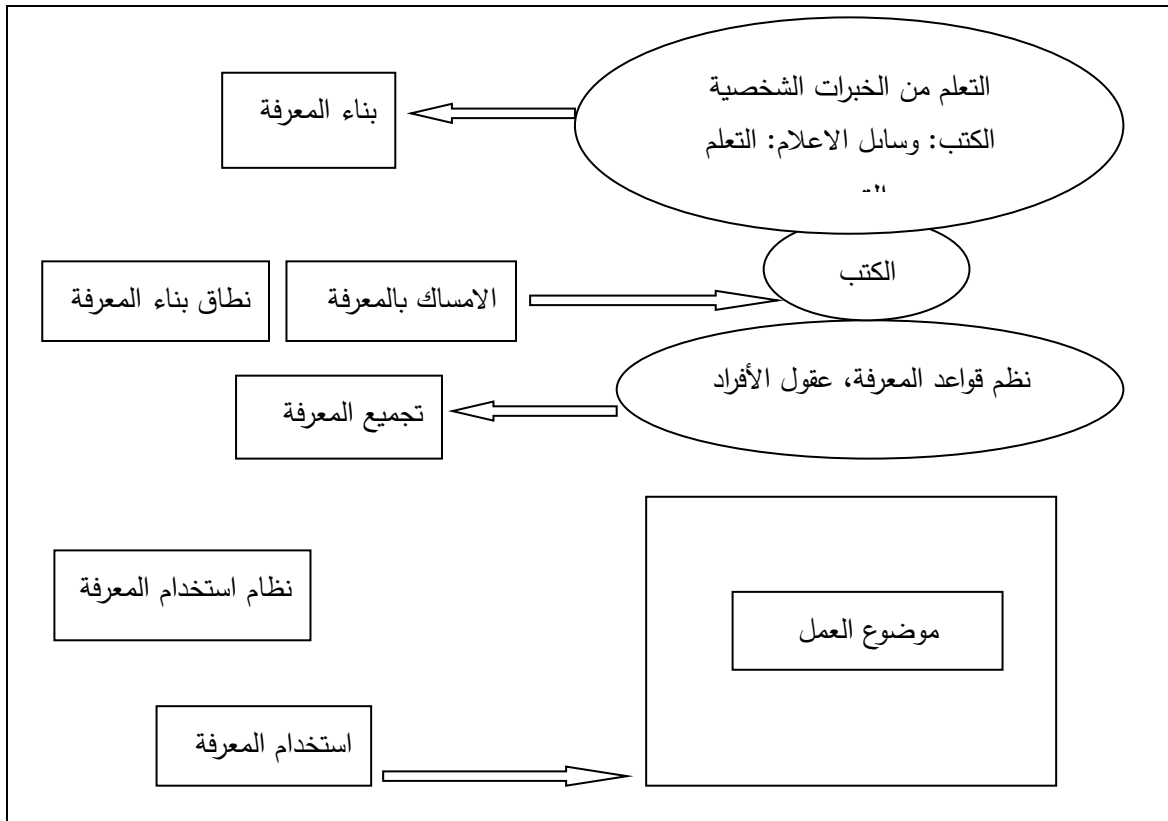 التعلم من الخبرات الشخصية
بناء المعرفة
الكتب: وسائل الاعلام: التعلم
الكتب
الامساك بالمعرفة
نطاق بناء المعرفة
نظم قواعد المعرفة، عقول الأفراد
تجميع المعرفة
نظام استخدام المعرفة
موضوع العمل
استخدام المعرفة